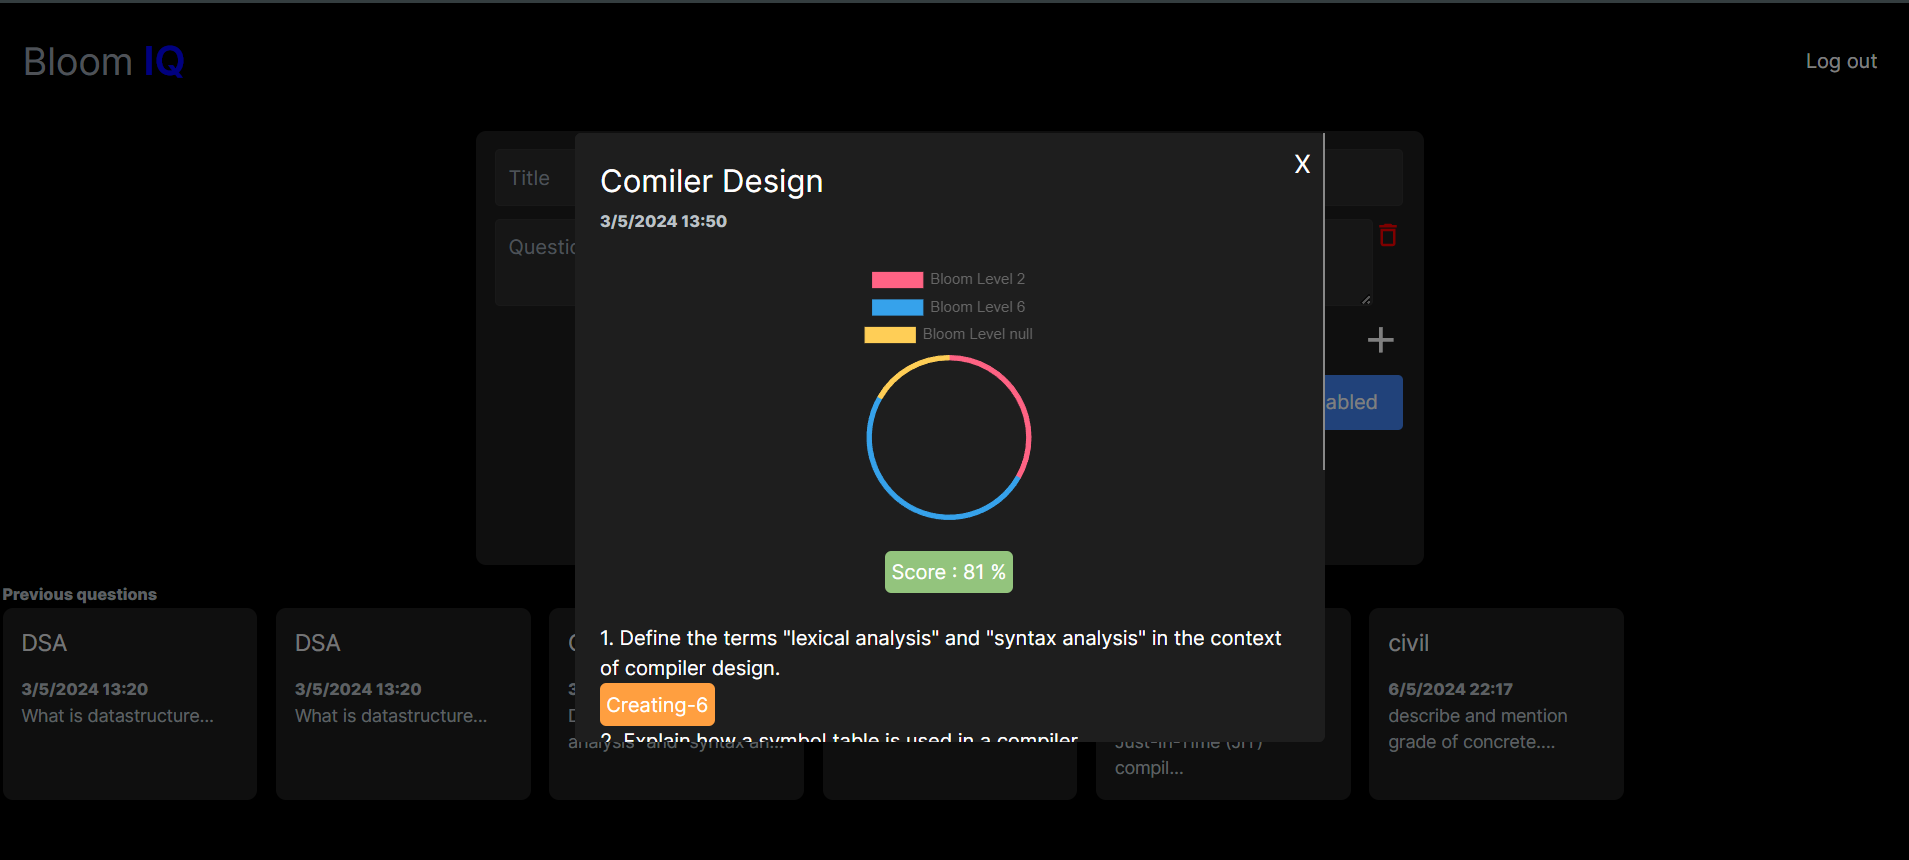 Bloom IQ
Log out
Title
Comiler Design
X
3/5/2024 13:50
Bloom Level 2
Bloom Level 6
Bloom Level null
abled
Score : 81 %
Previous questions
1. Define the terms "lexical analysis" and "syntax analysis" in the context
of compiler design.
Creating-6
2. Explain how a symbol table is used in a compiler
DSA
3/5/2024 13:20
What is datastructure...
DSA
3/5/2024 13:20
What is datastructure...
analysis" and "syntax an...
Just-in-Time (JIT)
compil...
civil
6/5/2024 22:17
describe and mention
grade of concrete....